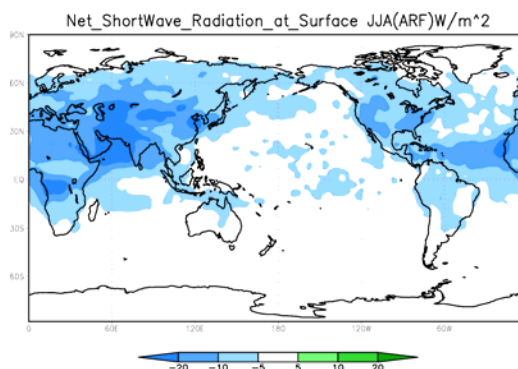 Net_ShortWave_Radiation_at_Surface JJA(ARF)W/m^2
90N
60N
30N
EQ
30S
60S
0 60E 120E 180 120W 60W
-20 -10 -5 5 10 20